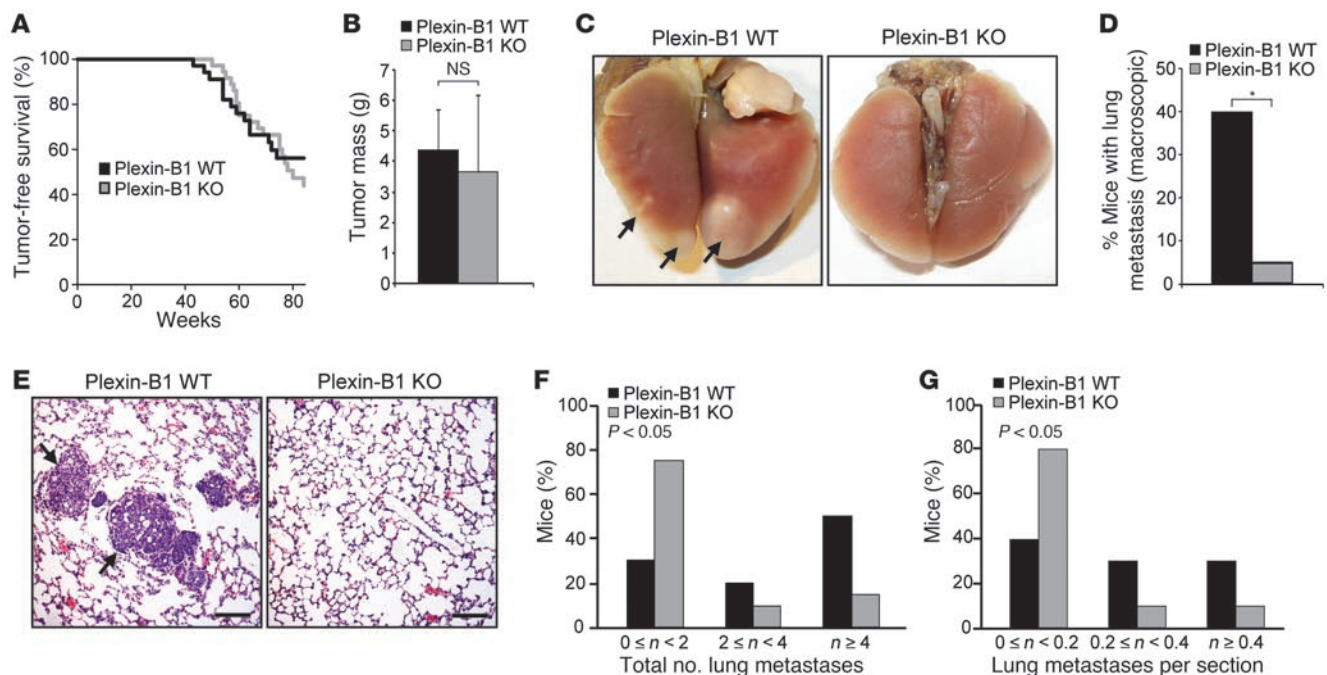 A
Tumor-free survival (%)
100
80
60
40
20
0
Plexin-B1 WT
Plexin-B1 KO
0 20 40 60 80
Weeks
B
Plexin-B1 WT
Plexin-B1 KO
Tumor mass (g)
7
6
5
4
3
2
1
0
NS
C
Plexin-B1 WT
Plexin-B1 KO
D
Plexin-B1 WT
Plexin-B1 KO
% Mice with lung
metastasis (macroscopic)
50
40
30
20
10
0
*
E
Plexin-B1 WT
Plexin-B1 KO
F
Plexin-B1 WT
Plexin-B1 KO
P < 0.05
Mice (%)
100
80
60
40
20
0
0 ≤ n < 2 2 ≤ n < 4 n ≥ 4
Total no. lung metastases
G
Plexin-B1 WT
Plexin-B1 KO
P < 0.05
Mice (%)
100
80
60
40
20
0
0 ≤ n < 0.2 0.2 ≤ n < 0.4 n ≥ 0.4
Lung metastases per section